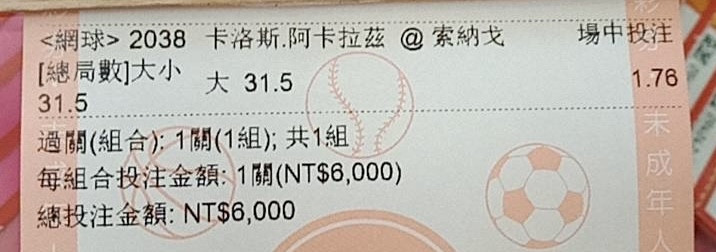 <網球> 2038 卡洛斯.阿卡拉茲 @ 索納戈 場中投注
[總局數]大小 大 31.5 1.76
31.5
過關(組合): 1關(1組); 共1組
每組合投注金額: 1關(NT$6,000)
總投注金額: NT$6,000
未成年人